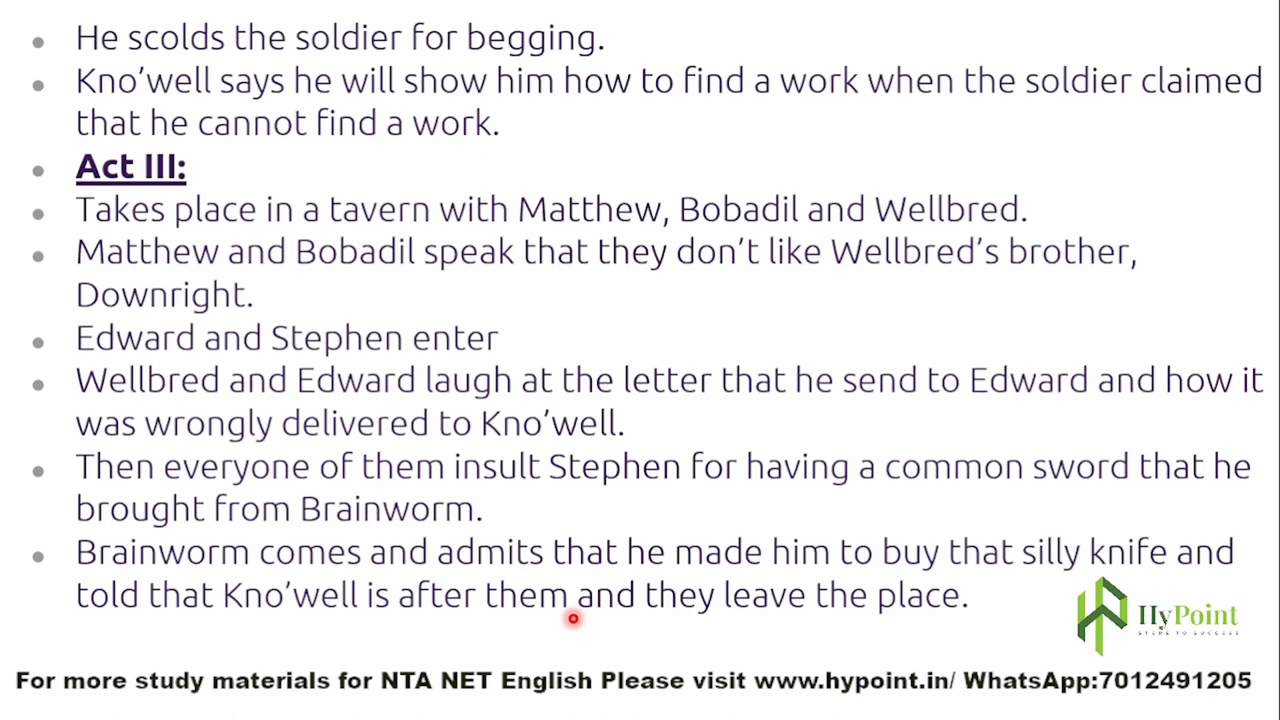 He scolds the soldier for begging.
Kno'well says he will show him how to find a work when the soldier claimed
that he cannot find a work.
Act III:
Takes place in a tavern with Matthew, Bobadil and Wellbred.
Matthew and Bobadil speak that they don't like Wellbred's brother,
Downright.
Edward and Stephen enter
Wellbred and Edward laugh at the letter that he send to Edward and how it
was wrongly delivered to Kno'well.
Then everyone of them insult Stephen for having a common sword that he
brought from Brainworm.
Brainworm comes and admits that he made him to buy that silly knife and
told that Kno'well is after them and they leave the place.
HyPoint
STEPS TO SUCCESS
For more study materials for NTA NET English Please visit www.hypoint.in/ WhatsApp:7012491205